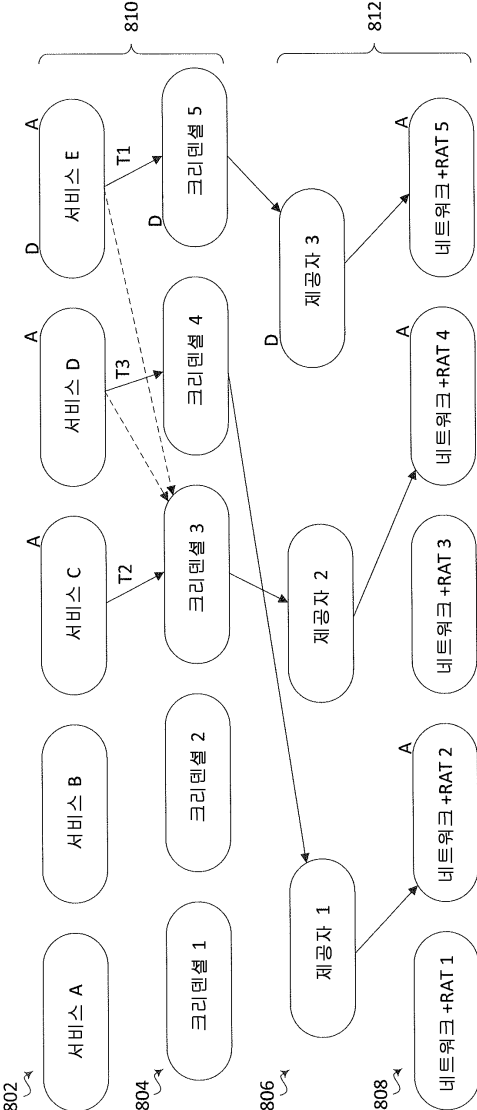 802
서비스 A
서비스 B
서비스 C
A
서비스 D
A
D
서비스 E
A
810
T2
T3
T1
804
크리덴셜 1
크리덴셜 2
크리덴셜 3
크리덴셜 4
D
크리덴셜 5
806
제공자 1
제공자 2
D
제공자 3
812
808
네트워크+RAT 1
네트워크+RAT 2
A
네트워크+RAT 3
네트워크+RAT 4
A
네트워크+RAT 5
A